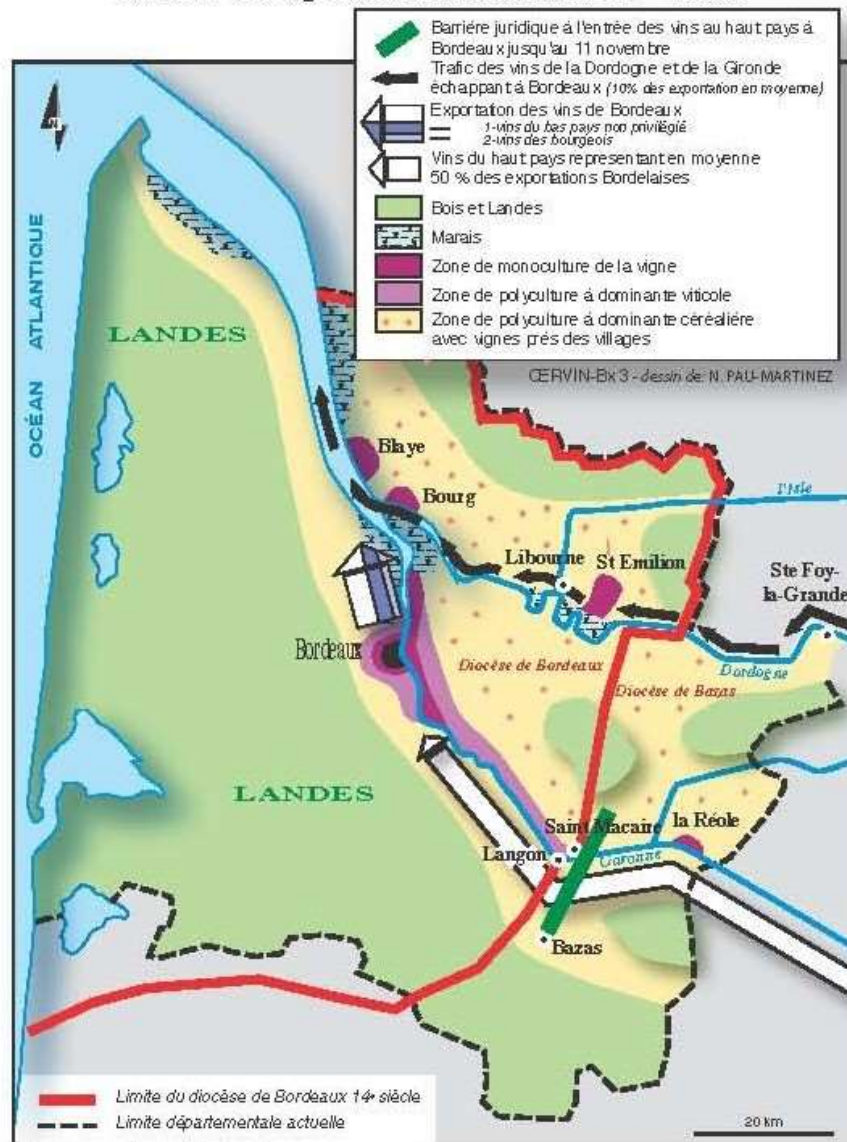 Barrière juridique à l'entrée des vins au haut pays à
Bordeaux jusqu'au 11 novembre
Trafic des vins de la Dordogne et de la Gironde
échappant à Bordeaux (10% des exportation en moyenne)
Exportation des vins de Bordeaux
1-vins du bas pays non privilégié
2-vins des bourgeois
Vins du haut pays representant en moyenne
50 % des exportations Bordelaises
Bois et Landes
Marais
Zone de monoculture de la vigne
Zone de polyculture à dominante viticole
Zone de polyculture à dominante céréalière
avec vignes prés des villages
CERVIN-Bx 3 - dessin de: N. PAU-MARTINEZ
OCÉAN ATLANTIQUE
LANDES
Blaye
Bourg
l'Isle
Libourne
St Emilion
Ste Foy-
la-Grande
Bordeaux
Diocèse de Bordeaux
Diocèse de Bazas
Dordogne
LANDES
Saint Macaire
la Réole
Langon
Garonne
Bazas
Limite du diocèse de Bordeaux 14e siècle
Limite départementale actuelle
20 km